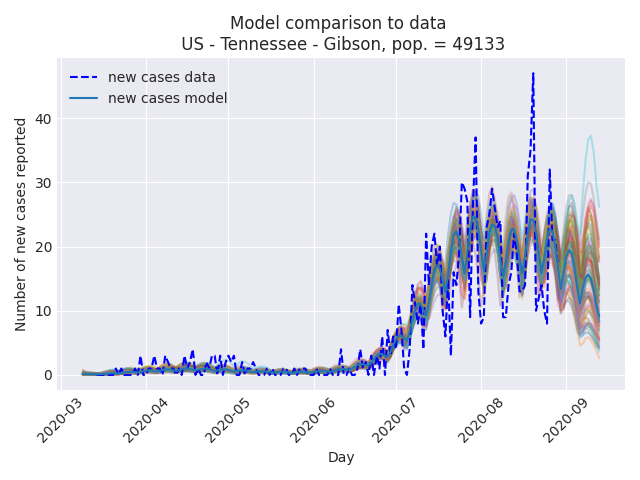 Model comparison to data
US - Tennessee - Gibson, pop. = 49133
new cases data
new cases model
Number of new cases reported
40
30
20
10
0
2020-03
2020-04
2020-05
2020-06
2020-07
2020-08
2020-09
Day